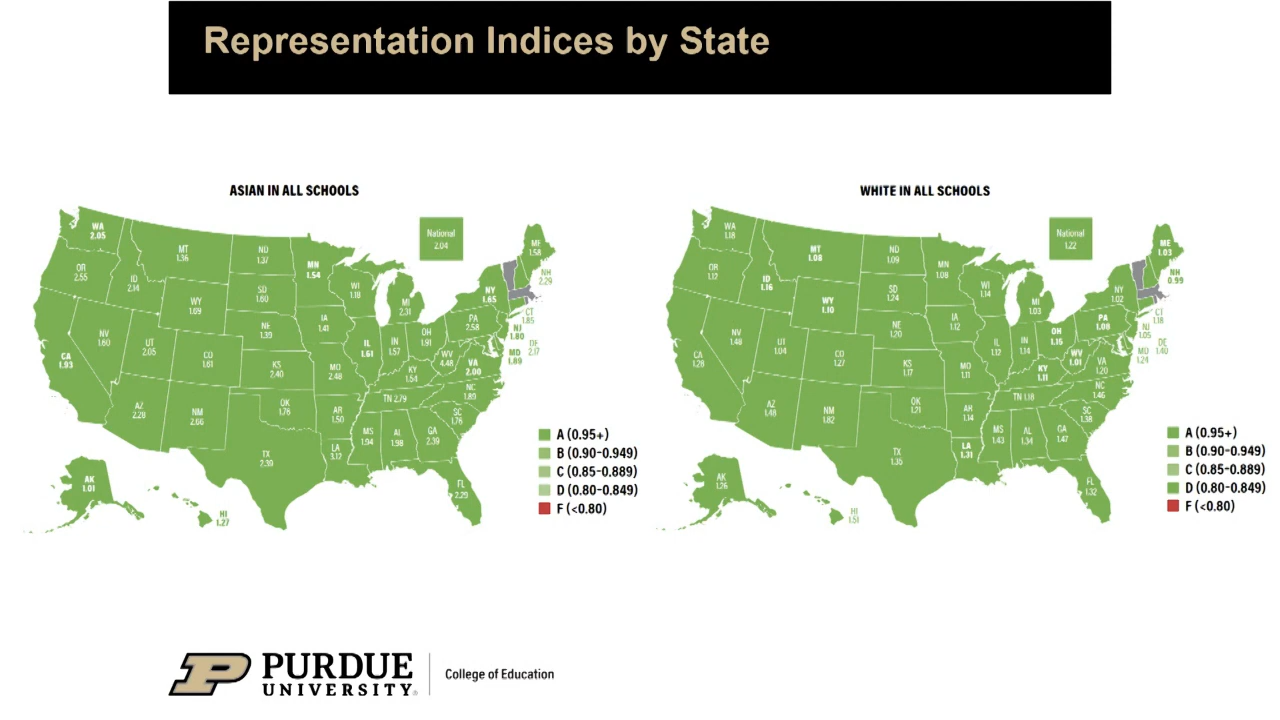 Representation Indices by State
ASIAN IN ALL SCHOOLS
WA
2.05
OR
2.55
CA
1.93
NV
1.60
ID
2.14
MT
1.36
WY
1.69
UT
2.05
AZ
2.28
CO
1.61
NM
2.66
ND
1.37
SD
1.60
NE
1.39
KS
2.40
OK
1.76
TX
2.39
MN
1.54
IA
1.41
MO
2.48
AR
1.50
LA
3.17
WI
1.18
IL
1.61
MS
1.94
MI
2.31
IN
1.57
KY
1.54
TN 2.79
AL
1.98
OH
1.91
WV
4.48
GA
2.39
FL
2.29
SC
1.76
NC
1.89
VA
2.00
PA
2.58
NY
1.65
ME
1.58
NH
2.29
CT
1.85
NJ
1.80
DE
2.17
MD
1.89
AK
1.01
HI
1.27
National
2.04
A (0.95+)
B (0.90-0.949)
C (0.85-0.889)
D (0.80-0.849)
F (<0.80)
WHITE IN ALL SCHOOLS
WA
1.18
OR
1.12
CA
1.28
NV
1.48
ID
1.16
MT
1.08
WY
1.10
UT
1.04
AZ
1.48
CO
1.27
NM
1.82
ND
1.09
SD
1.24
NE
1.20
KS
1.17
OK
1.21
TX
1.35
MN
1.08
IA
1.12
MO
1.11
AR
1.14
LA
1.31
WI
1.14
IL
1.12
MS
1.43
MI
1.03
IN
1.14
KY
1.11
TN 1.18
AL
1.34
OH
1.15
WV
1.01
GA
1.47
FL
1.32
SC
1.38
NC
1.46
VA
1.20
PA
1.08
NY
1.02
ME
1.03
NH
0.99
CT
1.18
NJ
1.05
DE
1.40
MD
1.24
AK
1.26
HI
1.51
National
1.22
A (0.95+)
B (0.90-0.949)
C (0.85-0.889)
D (0.80-0.849)
F (<0.80)
PURDUE
UNIVERSITY®
College of Education